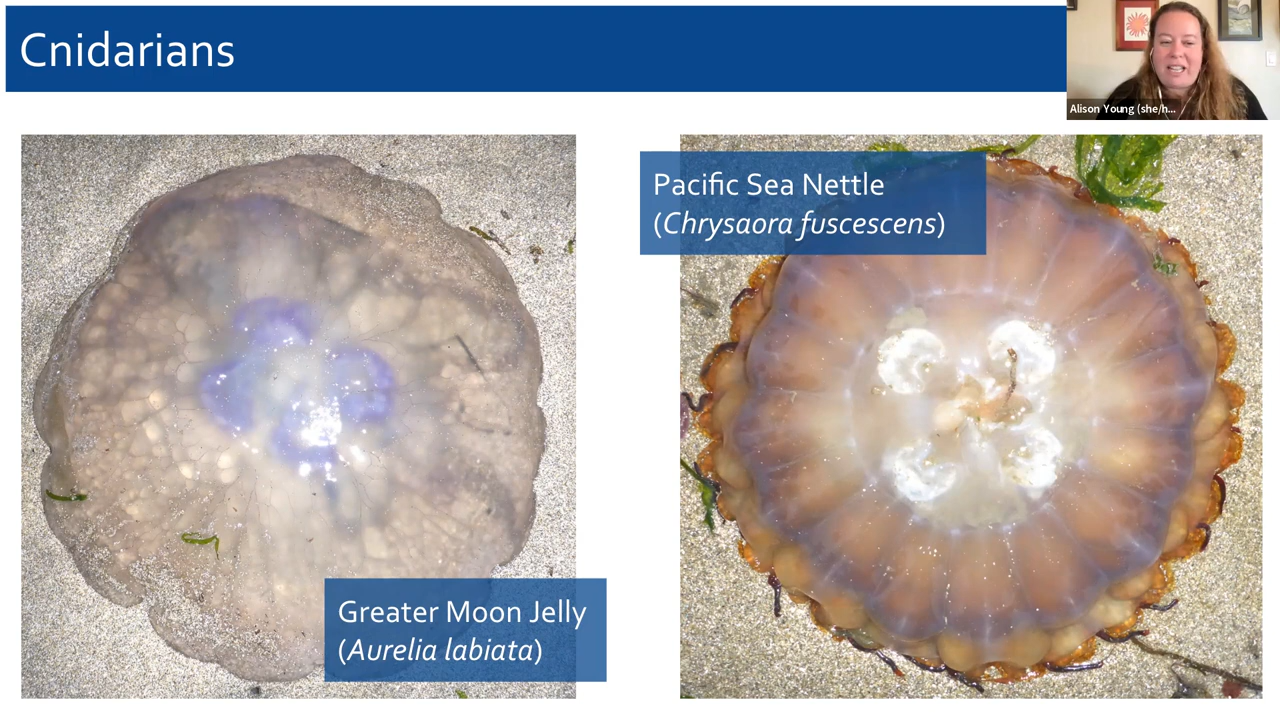 Cnidarians
Alison Young (she/h...
Pacific Sea Nettle
(Chrysaora fuscescens)
Greater Moon Jelly
(Aurelia labiata)